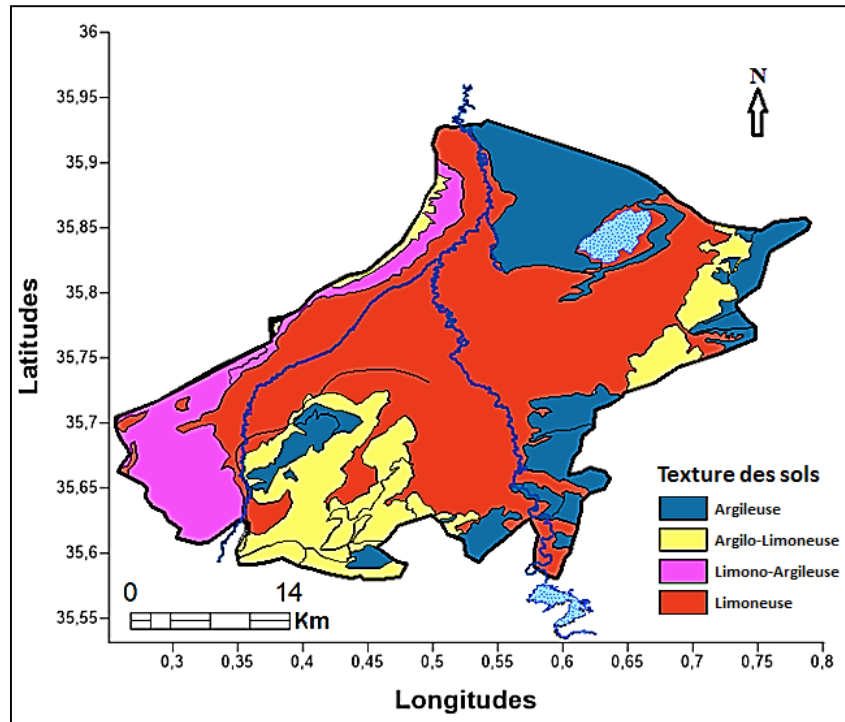 36
35,95
35,9
35,85
35,8
35,75
35,7
35,65
35,6
35,55
Latitudes
N
Texture des sols
Argileuse
Argilo-Limoneuse
Limono-Argileuse
Limoneuse
0 14
Km
0,3 0,35 0,4 0,45 0,5 0,55 0,6 0,65 0,7 0,75 0,8
Longitudes